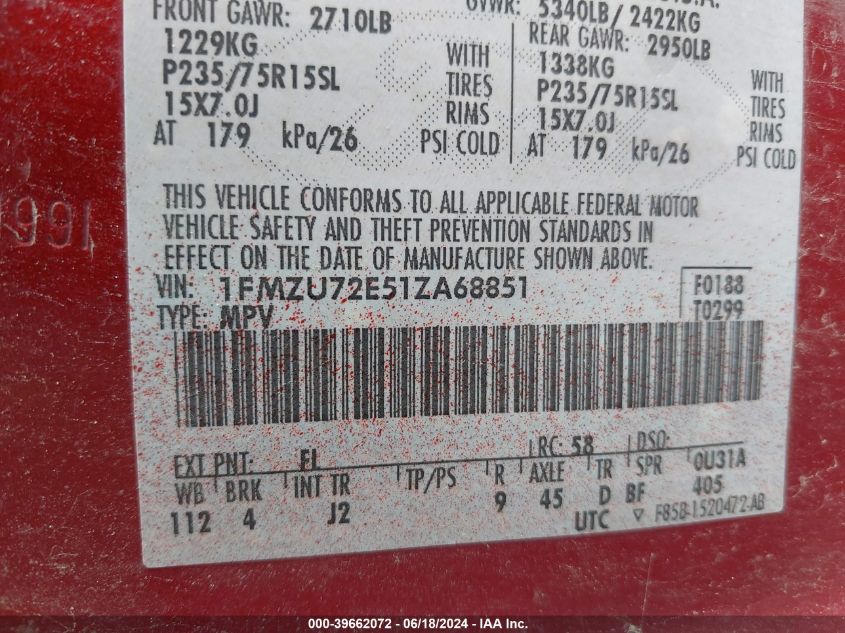 GVWR: 5340LB/ 2422KG
FRONT GAWR: 2710LB
1229KG WITH
P235/75R15SL TIRES
15X7.0J RIMS
AT 179 kPa/26 PSI COLD
REAR GAWR: 2950LB
1338KG WITH
P235/75R15SL TIRES
15X7.0J RIMS
AT 179 kPa/26 PSI COLD
THIS VEHICLE CONFORMS TO ALL APPLICABLE FEDERAL MOTOR
VEHICLE SAFETY AND THEFT PREVENTION STANDARDS IN
EFFECT ON THE DATE OF MANUFACTURE SHOWN ABOVE.
VIN: 1FMZU72E51ZA68851 F0188
TYPE: MPV T0299
EXT PNT: FL RC: 58 DSO:
WB BRK INT TR TP/PS R AXLE TR SPR 0U31A
112 4 J2 9 45 D BF 405
UTC ▽ F85B-1520472-AB
000-39662072 - 06/18/2024 - IAA Inc.